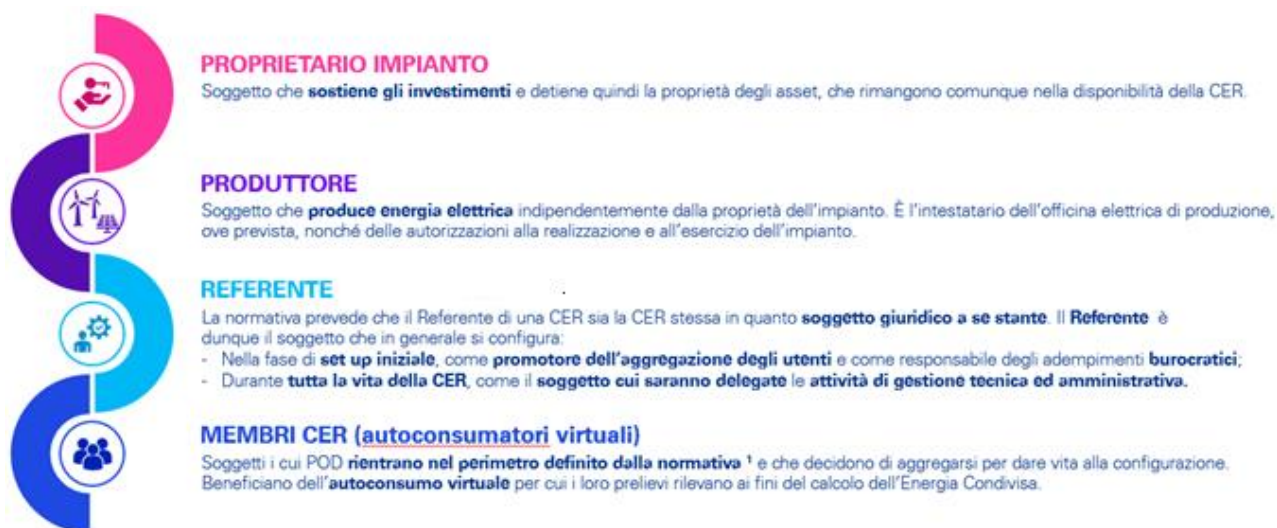 PROPRIETARIO IMPIANTO
Soggetto che sostiene gli investimenti e detiene quindi la proprietà degli asset, che rimangono comunque nella disponibilità della CER.
PRODUTTORE
Soggetto che produce energia elettrica indipendentemente dalla proprietà dell'impianto. È l'intestatario dell'officina elettrica di produzione,
ove prevista, nonché delle autorizzazioni alla realizzazione e all'esercizio dell'impianto.
REFERENTE
La normativa prevede che il Referente di una CER sia la CER stessa in quanto soggetto giuridico a se stante. Il Referente è
dunque il soggetto che in generale si configura:
- Nella fase di set up iniziale, come promotore dell'aggregazione degli utenti e come responsabile degli adempimenti burocratici;
- Durante tutta la vita della CER, come il soggetto cui saranno delegate le attività di gestione tecnica ed amministrativa.
MEMBRI CER (autoconsumatori virtuali)
Soggetti i cui POD rientrano nel perimetro definito dalla normativa ¹ e che decidono di aggregarsi per dare vita alla configurazione.
Beneficiano dell'autoconsumo virtuale per cui i loro prelievi rilevano ai fini del calcolo dell'Energia Condivisa.